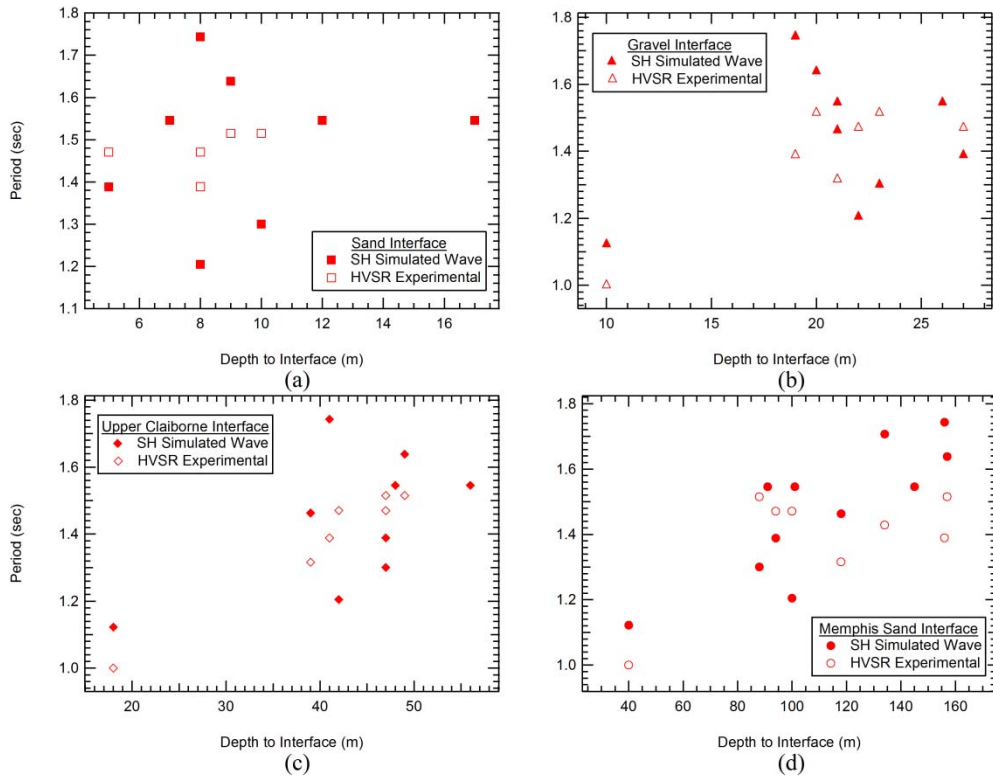 1.8
1.7
1.6
1.5
1.4
1.3
1.2
1.1
Period (sec)
Sand Interface
SH Simulated Wave
HVSR Experimental
6 8 10 12 14 16
Depth to Interface (m)
(a)
1.8
1.6
1.4
1.2
1.0
Gravel Interface
SH Simulated Wave
HVSR Experimental
10 15 20 25
Depth to Interface (m)
(b)
1.8
1.6
1.4
1.2
1.0
Period (sec)
Upper Claiborne Interface
SH Simulated Wave
HVSR Experimental
20 30 40 50
Depth to Interface (m)
(c)
1.8
1.6
1.4
1.2
1.0
Memphis Sand Interface
SH Simulated Wave
HVSR Experimental
40 60 80 100 120 140 160
Depth to Interface (m)
(d)